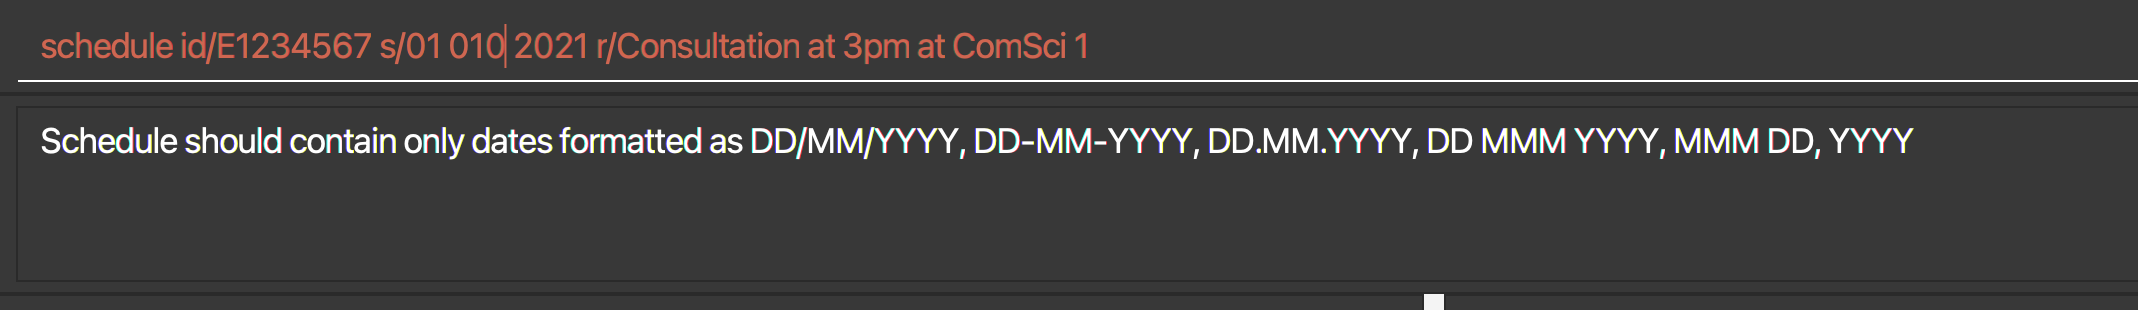 schedule id/E1234567 s/01 010 2021 r/Consultation at 3pm at ComSci 1
Schedule should contain only dates formatted as DD/MM/YYYY, DD-MM-YYYY, DD.MM.YYYY, DD MMM YYYY, MMM DD, YYYY